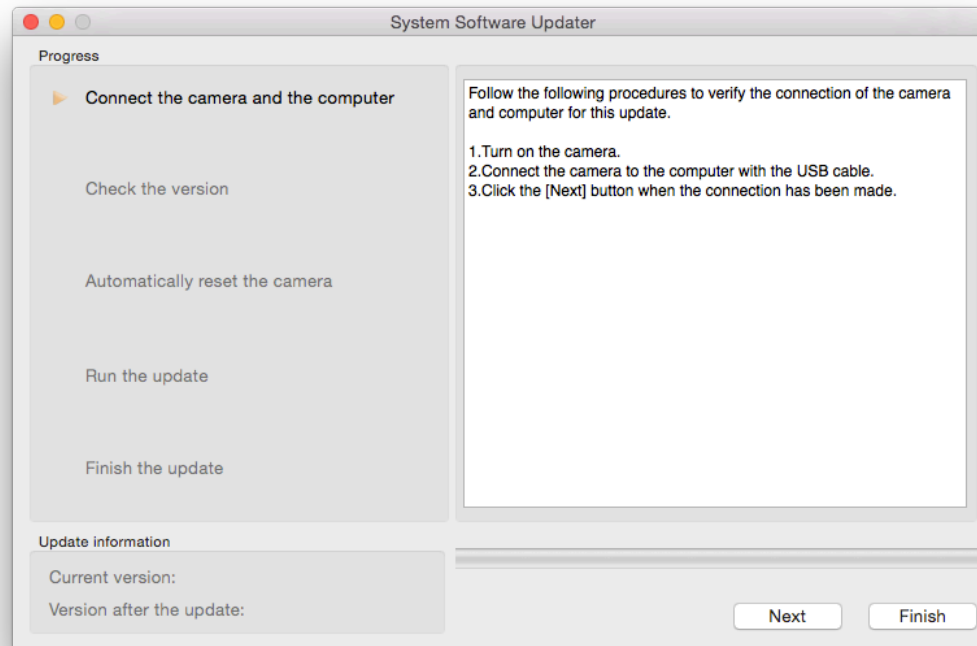 System Software Updater
Progress
Connect the camera and the computer
Check the version
Automatically reset the camera
Run the update
Finish the update
Follow the following procedures to verify the connection of the camera
and computer for this update.
1.Turn on the camera.
2.Connect the camera to the computer with the USB cable.
3.Click the [Next] button when the connection has been made.
Update information
Current version:
Version after the update:
Next
Finish